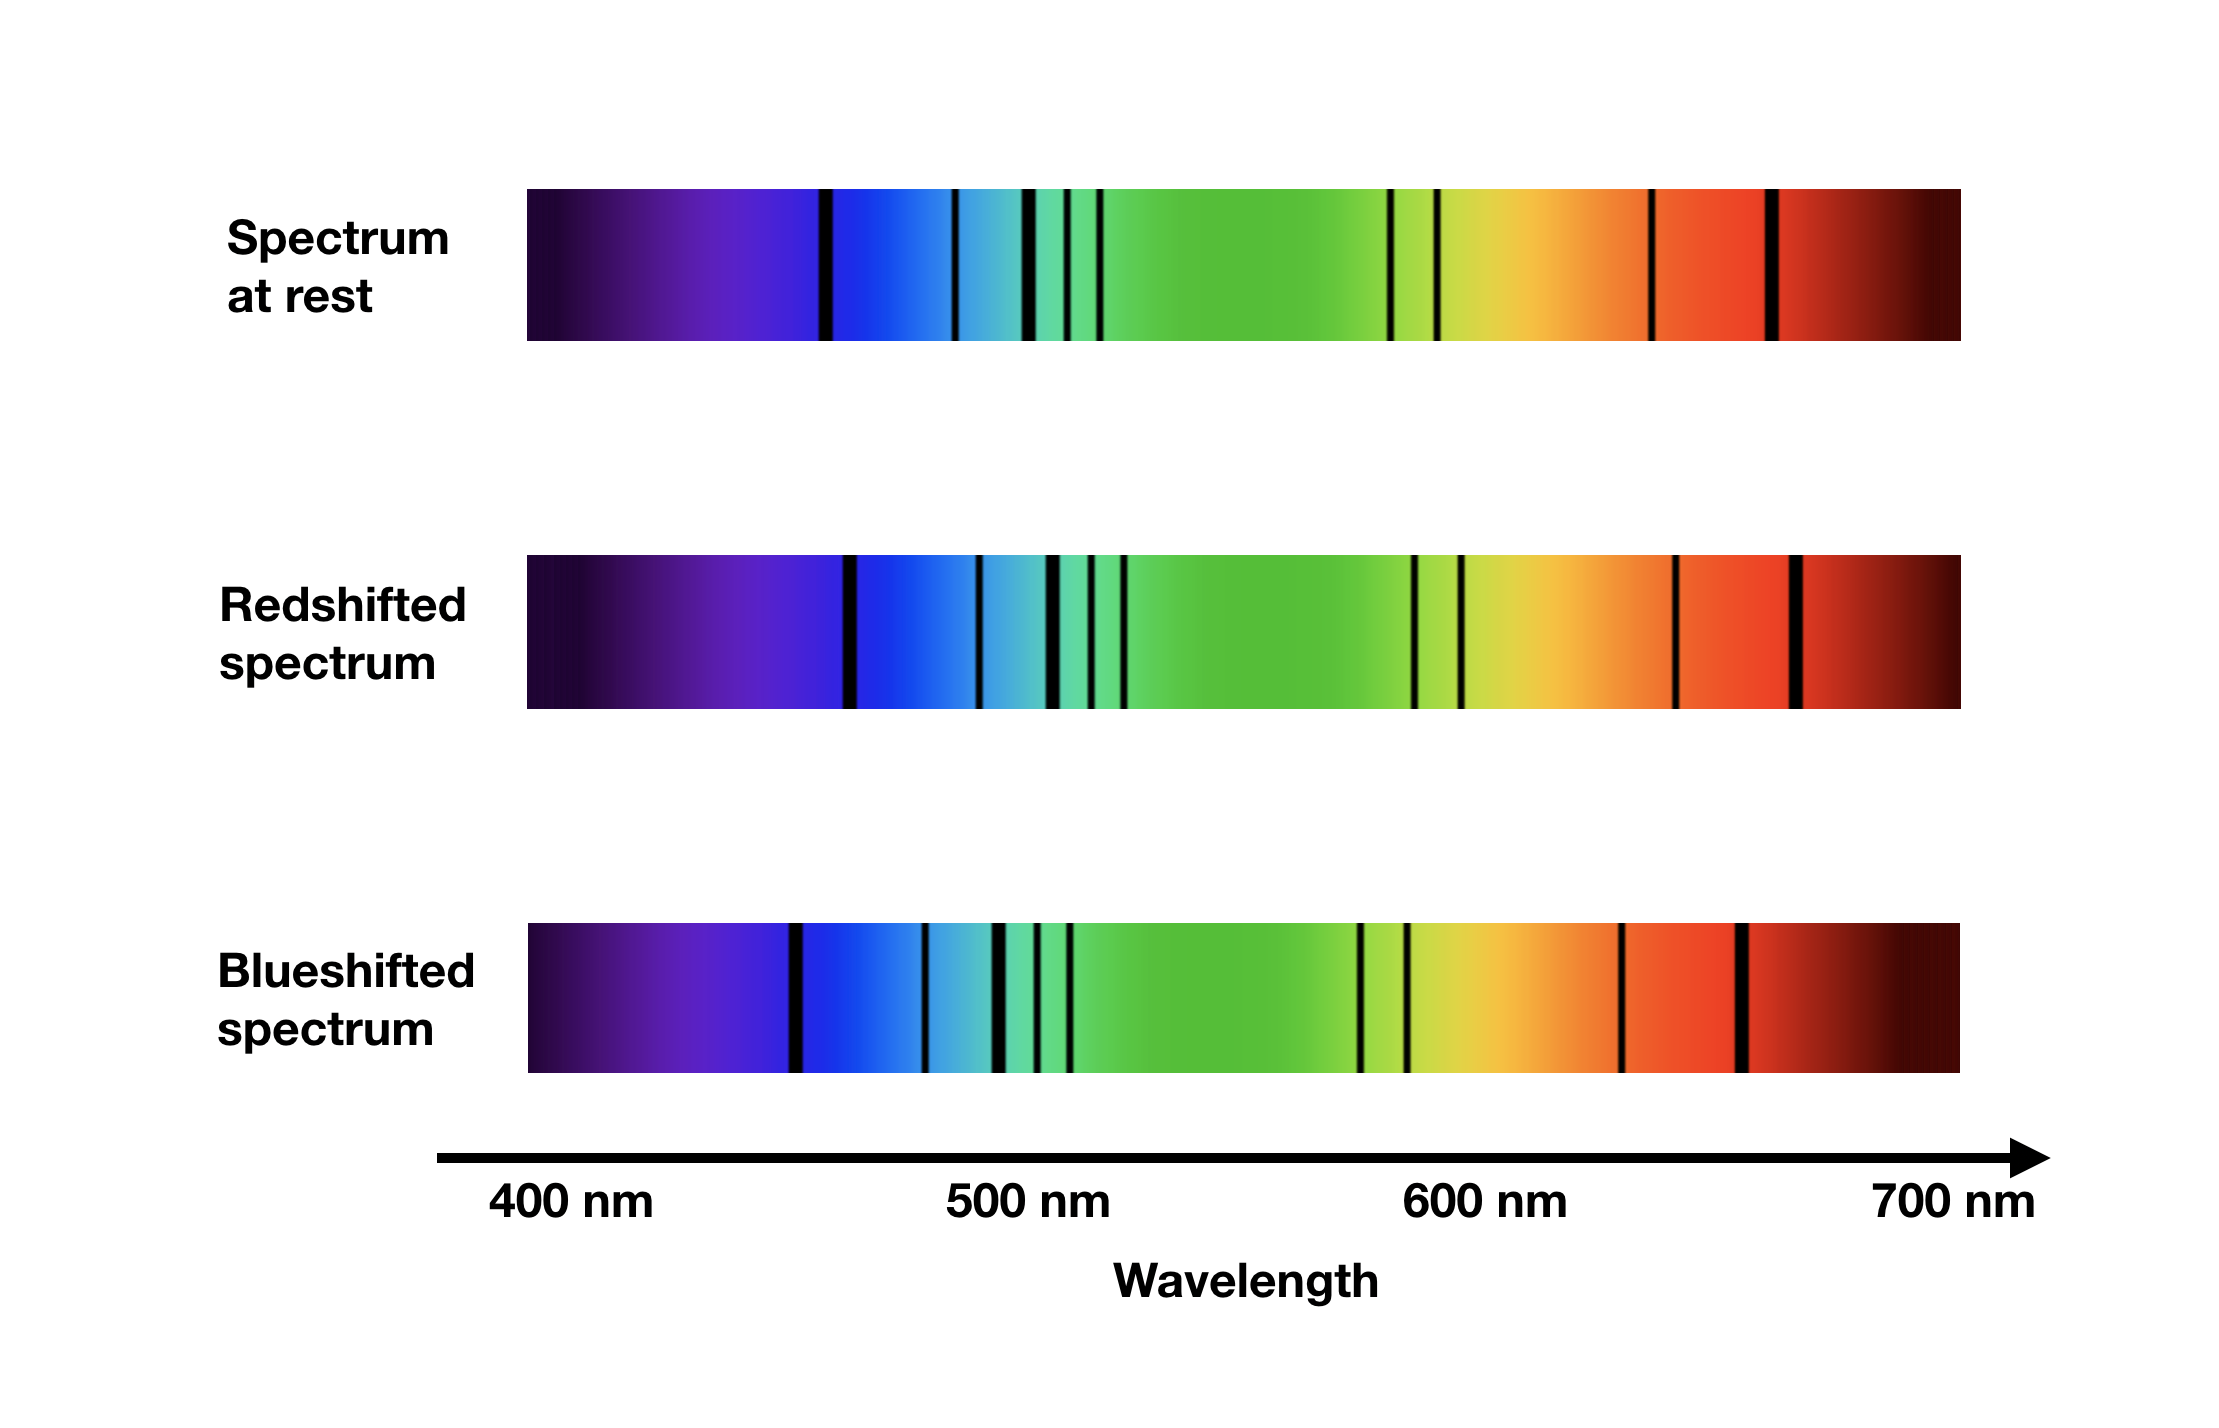 Spectrum
at rest
Redshifted
spectrum
Blueshifted
spectrum
400 nm 500 nm 600 nm 700 nm
Wavelength